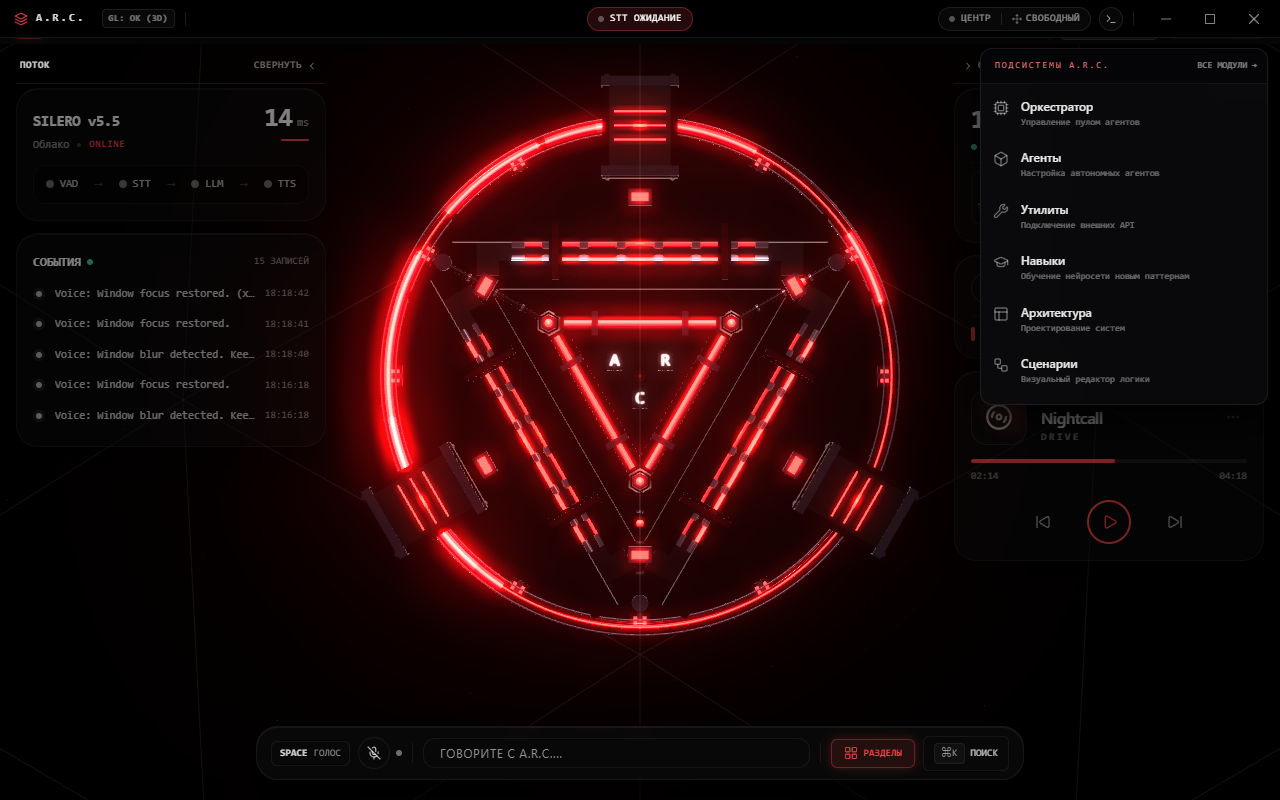 A.R.C.
GL: OK (3D)
STT ОЖИДАНИЕ
ЦЕНТР
СВОБОДНЫЙ
ПОТОК
СВЕРНУТЬ
SILERO v5.5
14 ms
Облако • ONLINE
VAD → STT → LLM → TTS
СОБЫТИЯ
15 ЗАПИСЕЙ
Voice: Window focus restored. (x… 18:18:42
Voice: Window focus restored. 18:18:41
Voice: Window blur detected. Kee… 18:18:40
Voice: Window focus restored. 18:16:18
Voice: Window blur detected. Kee… 18:16:18
A R
C
ПОДСИСТЕМЫ A.R.C.
ВСЕ МОДУЛИ →
Оркестратор
Управление пулом агентов
Агенты
Настройка автономных агентов
Утилиты
Подключение внешних API
Навыки
Обучение нейросети новым паттернам
Архитектура
Проектирование систем
Сценарии
Визуальный редактор логики
Nightcall
DRIVE
02:14
04:18
SPACE ГОЛОС
ГОВОРИТЕ С A.R.C....
РАЗДЕЛЫ
⌘K ПОИСК